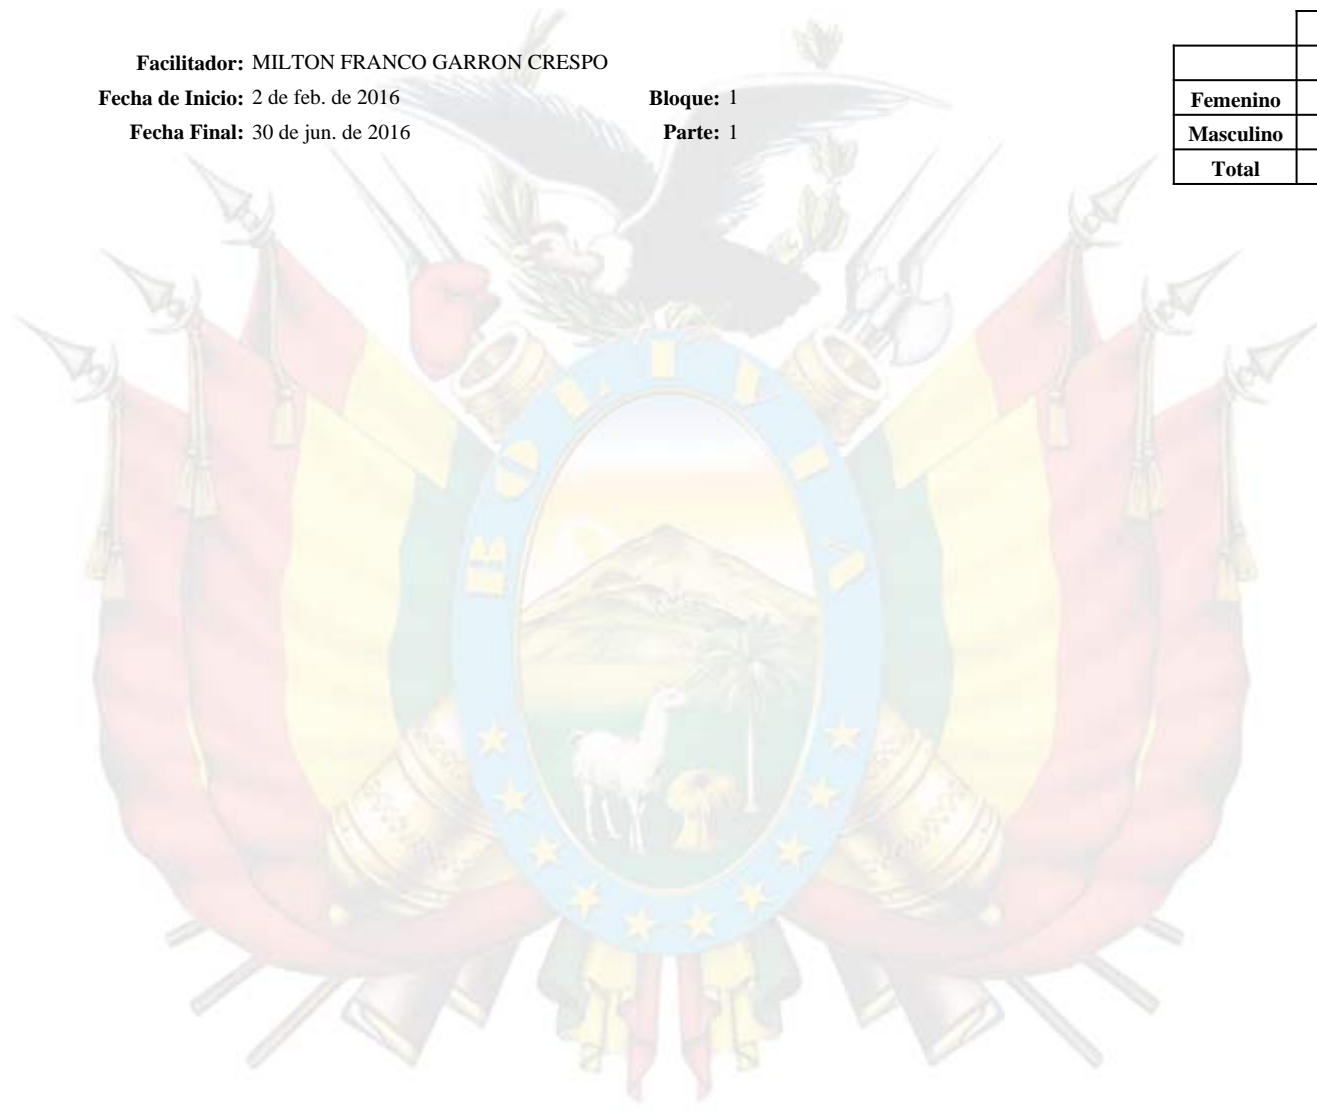 Facilitador: MILTON FRANCO GARRON CRESPO
Fecha de Inicio: 2 de feb. de 2016 Bloque: 1
Fecha Final: 30 de jun. de 2016 Parte: 1
Femenino
Masculino
Total
BOLIVIA